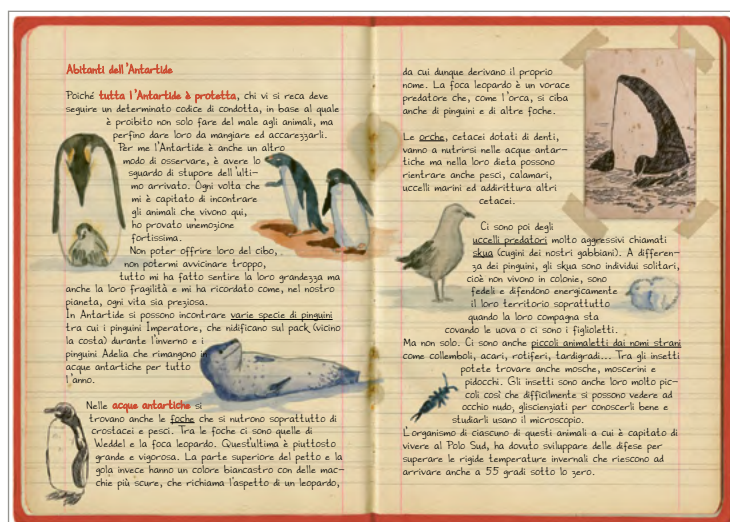 Abitanti dell'Antartide
Poiché tutta l'Antartide è protetta, chi vi si reca deve
seguire un determinato codice di condotta, in base al quale
è proibito non solo fare del male agli animali, ma
perfino dare loro da mangiare ed accarezzarli.
Per me l'Antartide è anche un altro
modo di osservare, è avere lo
sguardo di stupore dell'ulti-
mo arrivato. Ogni volta che
mi è capitato di incontrare
gli animali che vivono qui,
ho provato un'emozione
fortissima.
Non poter offrire loro del cibo,
non potermi avvicinare troppo,
tutto mi ha fatto sentire la loro grandezza ma
anche la loro fragilità e mi ha ricordato come, nel nostro
pianeta, ogni vita sia preziosa.
In Antartide si possono incontrare varie specie di pinguini
tra cui i pinguini Imperatore, che nidificano sul pack (vicino
la costa) durante l'inverno e i
pinguini Adelia che rimangono in
acque antartiche per tutto
l'anno.
Nelle acque antartiche si
trovano anche le foche che si nutrono soprattutto di
crostacei e pesci. Tra le foche ci sono quelle di
Weddel e la foca leopardo. Quest'ultima è piuttosto
grande e vigorosa. La parte superiore del petto e la
gola invece hanno un colore biancastro con delle mac-
chie più scure, che richiama l'aspetto di un leopardo,
da cui dunque derivano il proprio
nome. La foca leopardo è un vorace
predatore che, come l'orca, si ciba
anche di pinguini e di altre foche.
Le orche, cetacei dotati di denti,
vanno a nutrirsi nelle acque antar-
tiche ma nella loro dieta possono
rientrare anche pesci, calamari,
uccelli marini ed addirittura altri
cetacei.
Ci sono poi degli
uccelli predatori molto aggressivi chiamati
skua (cugini dei nostri gabbiani). A differen-
za dei pinguini, gli skua sono individui solitari,
cioè non vivono in colonie, sono
fedeli e difendono energicamente
il loro territorio soprattutto
quando la loro compagna sta
covando le uova o ci sono i figlioletti.
Ma non solo. Ci sono anche piccoli animaletti dai nomi strani
come collemboli, acari, rotiferi, tardigradi... Tra gli insetti
potete trovare anche mosche, moscerini e
pidocchi. Gli insetti sono anche loro molto pic-
coli così che difficilmente si possono vedere ad
occhio nudo, gliscienziati per conoscerli bene e
studiarli usano il microscopio.
L'organismo di ciascuno di questi animali a cui è capitato di
vivere al Polo Sud, ha dovuto sviluppare delle difese per
superare le rigide temperature invernali che riescono ad
arrivare anche a 55 gradi sotto lo zero.